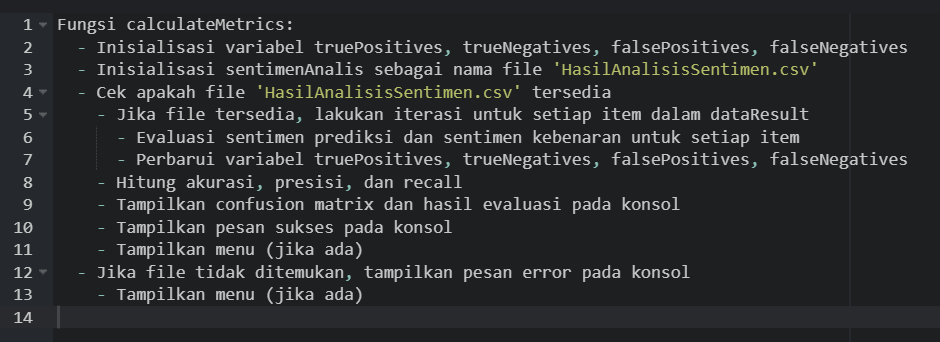 1 Fungsi calculateMetrics:
2 - Inisialisasi variabel truePositives, trueNegatives, falsePositives, falseNegatives
3 - Inisialisasi sentimenAnalis sebagai nama file 'HasilAnalisisSentimen.csv'
4 - Cek apakah file 'HasilAnalisisSentimen.csv' tersedia
5 - Jika file tersedia, lakukan iterasi untuk setiap item dalam dataResult
6 - Evaluasi sentimen prediksi dan sentimen kebenaran untuk setiap item
7 - Perbarui variabel truePositives, trueNegatives, falsePositives, falseNegatives
8 - Hitung akurasi, presisi, dan recall
9 - Tampilkan confusion matrix dan hasil evaluasi pada konsol
10 - Tampilkan pesan sukses pada konsol
11 - Tampilkan menu (jika ada)
12 - Jika file tidak ditemukan, tampilkan pesan error pada konsol
13 - Tampilkan menu (jika ada)
14